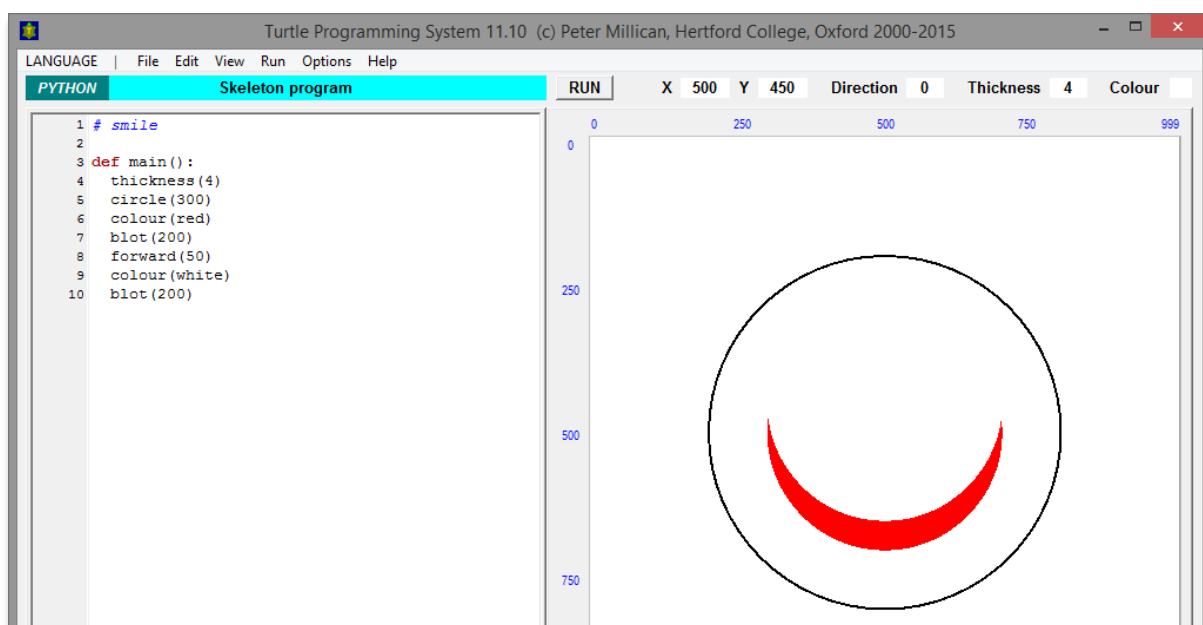 Turtle Programming System 11.10 (c) Peter Millican, Hertford College, Oxford 2000-2015
LANGUAGE | File Edit View Run Options Help
PYTHON Skeleton program RUN X 500 Y 450 Direction 0 Thickness 4 Colour
1 # smile
2
3 def main():
4 thickness(4)
5 circle(300)
6 colour(red)
7 blot(200)
8 forward(50)
9 colour(white)
10 blot(200)
0 250 500 750 999
0
250
500
750